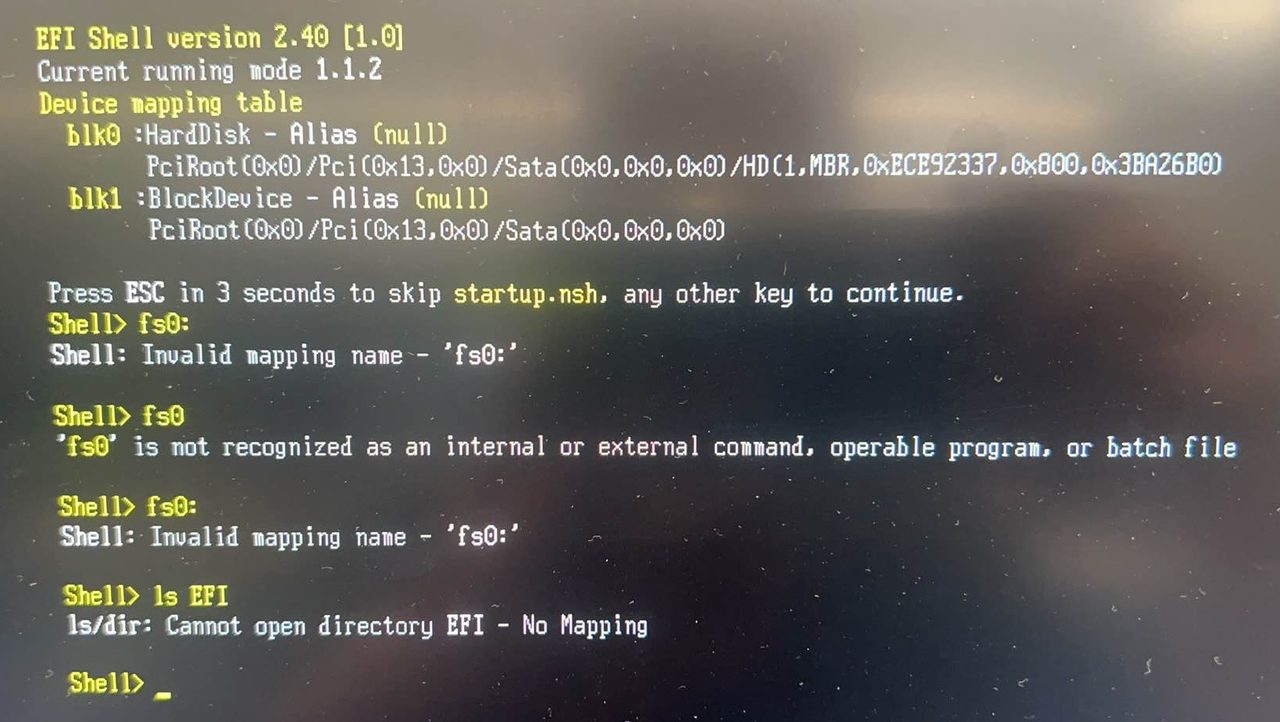 EFI Shell version 2.40 [1.0]
Current running mode 1.1.2
Device mapping table
blk0 :HardDisk - Alias (null)
PciRoot(0x0)/Pci(0x13,0x0)/Sata(0x0,0x0,0x0)/HD(1,MBR,0xECE92337,0x800,0x3BA26B0)
blk1 :BlockDevice - Alias (null)
PciRoot(0x0)/Pci(0x13,0x0)/Sata(0x0,0x0,0x0)
Press ESC in 3 seconds to skip startup.nsh, any other key to continue.
Shell> fs0:
Shell: Invalid mapping name - 'fs0:'
Shell> fs0
'fs0' is not recognized as an internal or external command, operable program, or batch file
Shell> fs0:
Shell: Invalid mapping name - 'fs0:'
Shell> ls EFI
ls/dir: Cannot open directory EFI - No Mapping
Shell> _